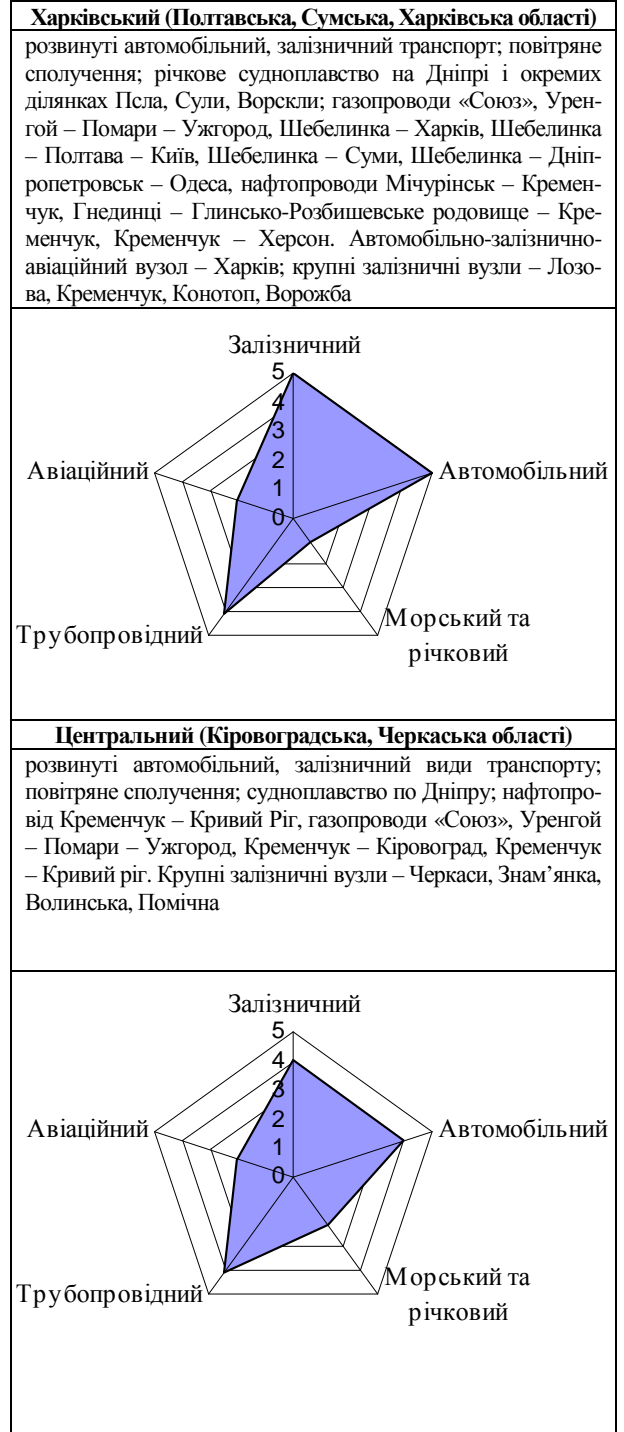 Харківський (Полтавська, Сумська, Харківська області)
розвинуті автомобільний, залізничний транспорт; повітряне
сполучення; річкове судноплавство на Дніпрі і окремих
ділянках Псла, Сули, Ворскли; газопроводи «Союз», Урен-
гой – Помари – Ужгород, Шебелинка – Харків, Шебелинка
– Полтава – Київ, Шебелинка – Суми, Шебелинка – Дніп-
ропетровськ – Одеса, нафтопроводи Мічурінськ – Кремен-
чук, Гнединці – Глинсько-Розбишевське родовище – Кре-
менчук, Кременчук – Херсон. Автомобільно-залізнично-
авіаційний вузол – Харків; крупні залізничні вузли – Лозо-
ва, Кременчук, Конотоп, Ворожба
Залізничний
5
4
3
2
1
0
Авіаційний
Автомобільний
Трубопровідний
Морський та
річковий
Центральний (Кіровоградська, Черкаська області)
розвинуті автомобільний, залізничний види транспорту;
повітряне сполучення; судноплавство по Дніпру; нафтопро-
від Кременчук – Кривий Ріг, газопроводи «Союз», Уренгой
– Помари – Ужгород, Кременчук – Кіровоград, Кременчук
– Кривий ріг. Крупні залізничні вузли – Черкаси, Знам’янка,
Волинська, Помічна
Залізничний
5
4
3
2
1
0
Авіаційний
Автомобільний
Трубопровідний
Морський та
річковий